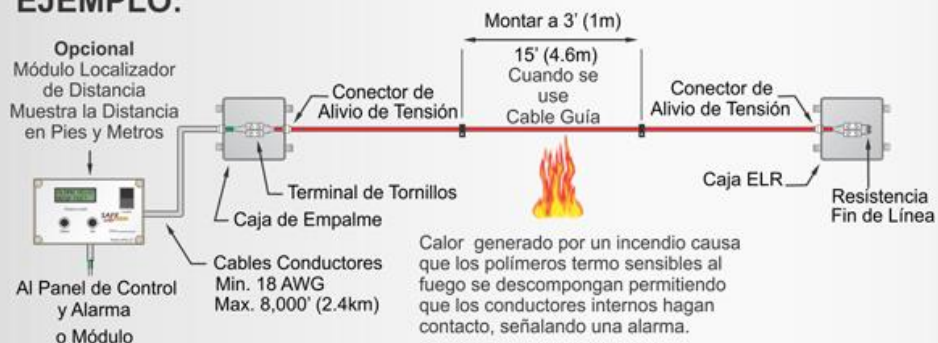 EJEMPLO:
Opcional
Módulo Localizador
de Distancia
Muestra la Distancia
en Pies y Metros
Conector de
Alivio de Tensión
Montar a 3' (1m)
15' (4.6m)
Cuando se
use
Cable Guía
Conector de
Alivio de Tensión
Terminal de Tornillos
Caja de Empalme
Caja ELR
Resistencia
Fin de Línea
SAFE
Cables Conductores
Min. 18 AWG
Max. 8,000' (2.4km)
Al Panel de Control
y Alarma
o Módulo
Calor generado por un incendio causa
que los polímeros termo sensibles al
fuego se descompongan permitiendo
que los conductores internos hagan
contacto, señalando una alarma.